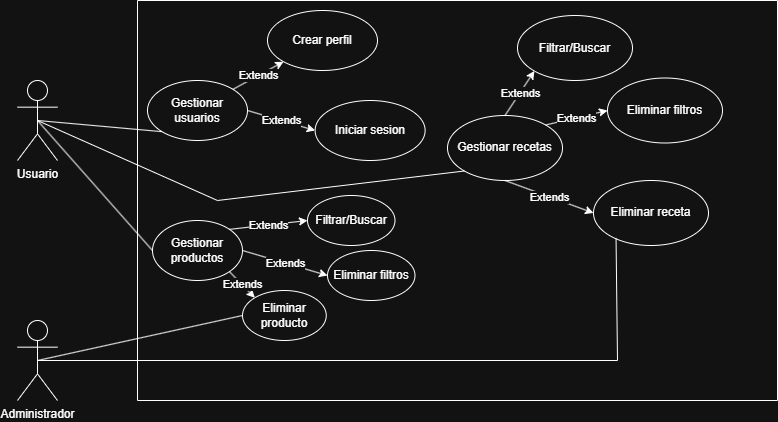 Crear perfil
Filtrar/Buscar
Extends
Extends
Gestionar
usuarios
Eliminar filtros
Extends
Extends
Iniciar sesion
Gestionar recetas
Usuario
Extends
Eliminar receta
Filtrar/Buscar
Extends
Gestionar
productos
Extends
Eliminar filtros
Extends
Eliminar
producto
Administrador